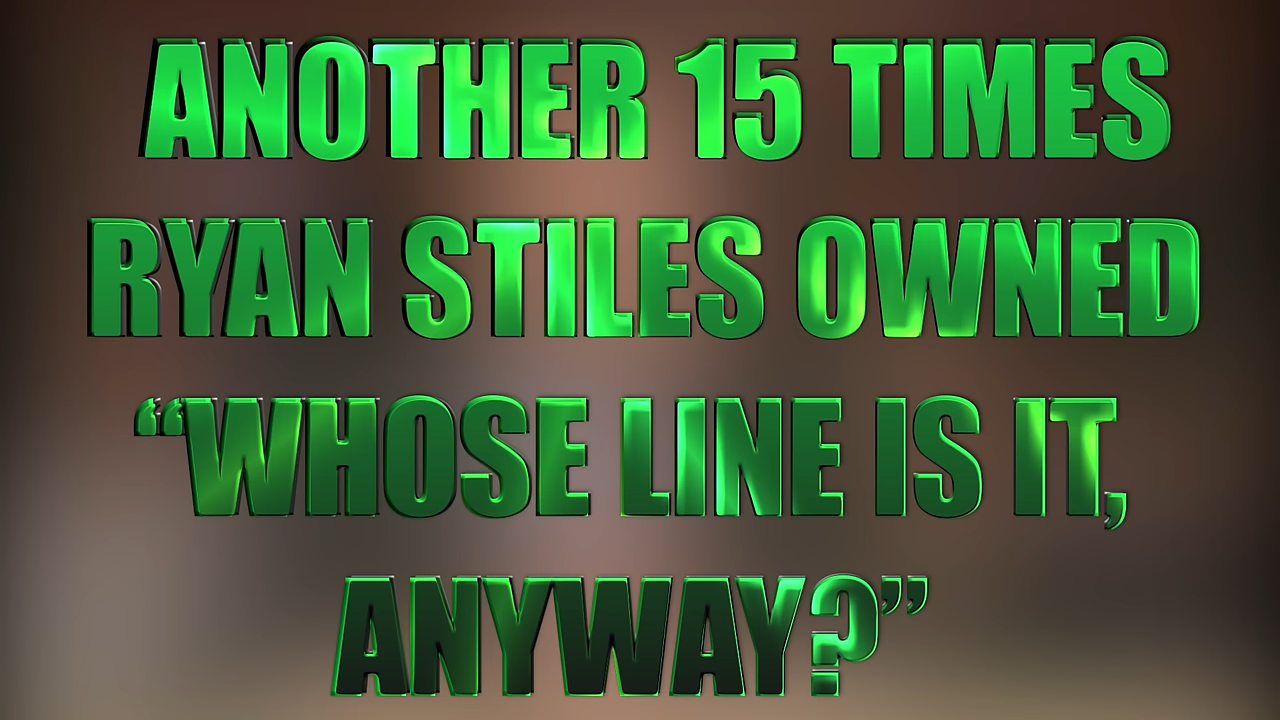 ANOTHER 15 TIMES
RYAN STILES OWNED
“WHOSE LINE IS IT,
ANYWAY?”